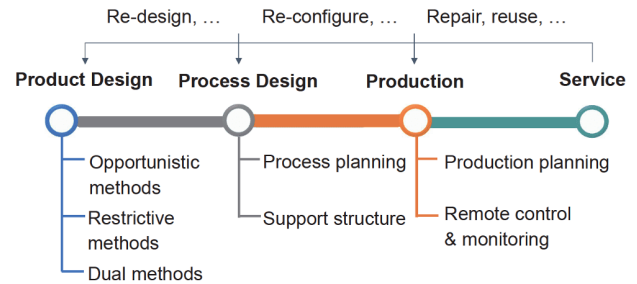 Re-design, …
Re-configure, …
Repair, reuse, …
Product Design
Process Design
Production
Service
Opportunistic
methods
Restrictive
methods
Dual methods
Process planning
Support structure
Production planning
Remote control
& monitoring